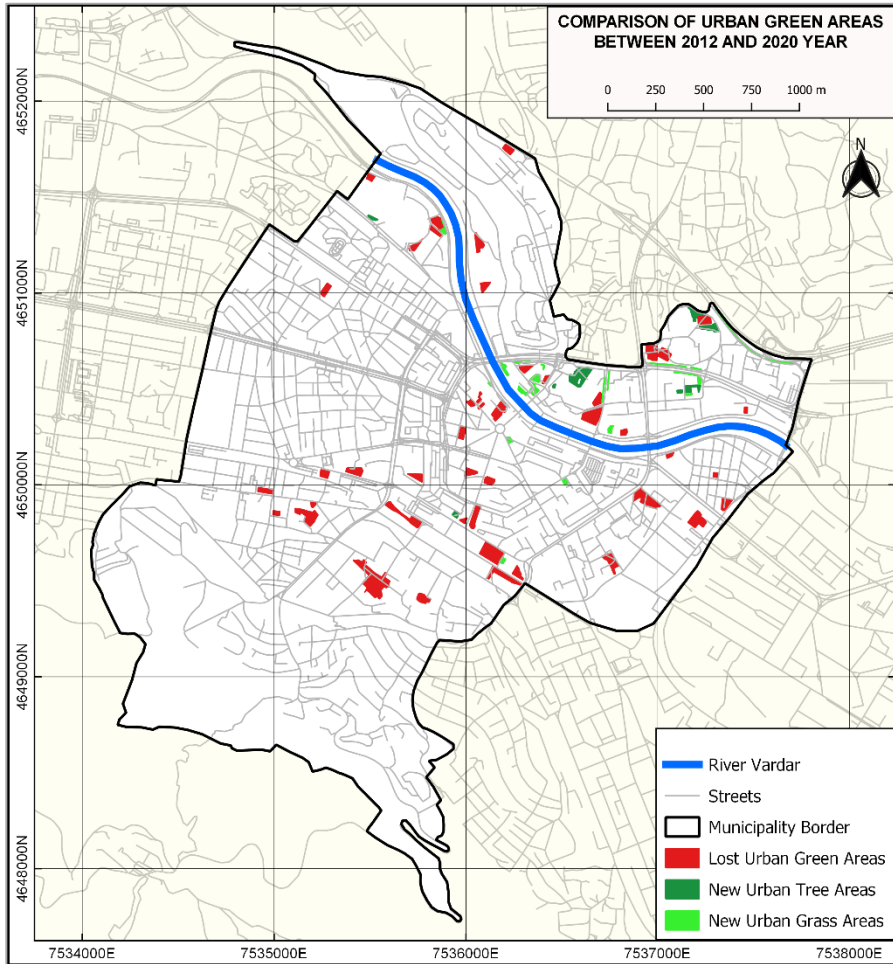 COMPARISON OF URBAN GREEN AREAS
BETWEEN 2012 AND 2020 YEAR
0 250 500 750 1000 m
N
4652000N
4651000N
4650000N
4649000N
4648000N
River Vardar
Streets
Municipality Border
Lost Urban Green Areas
New Urban Tree Areas
New Urban Grass Areas
7534000E 7535000E 7536000E 7537000E 7538000E